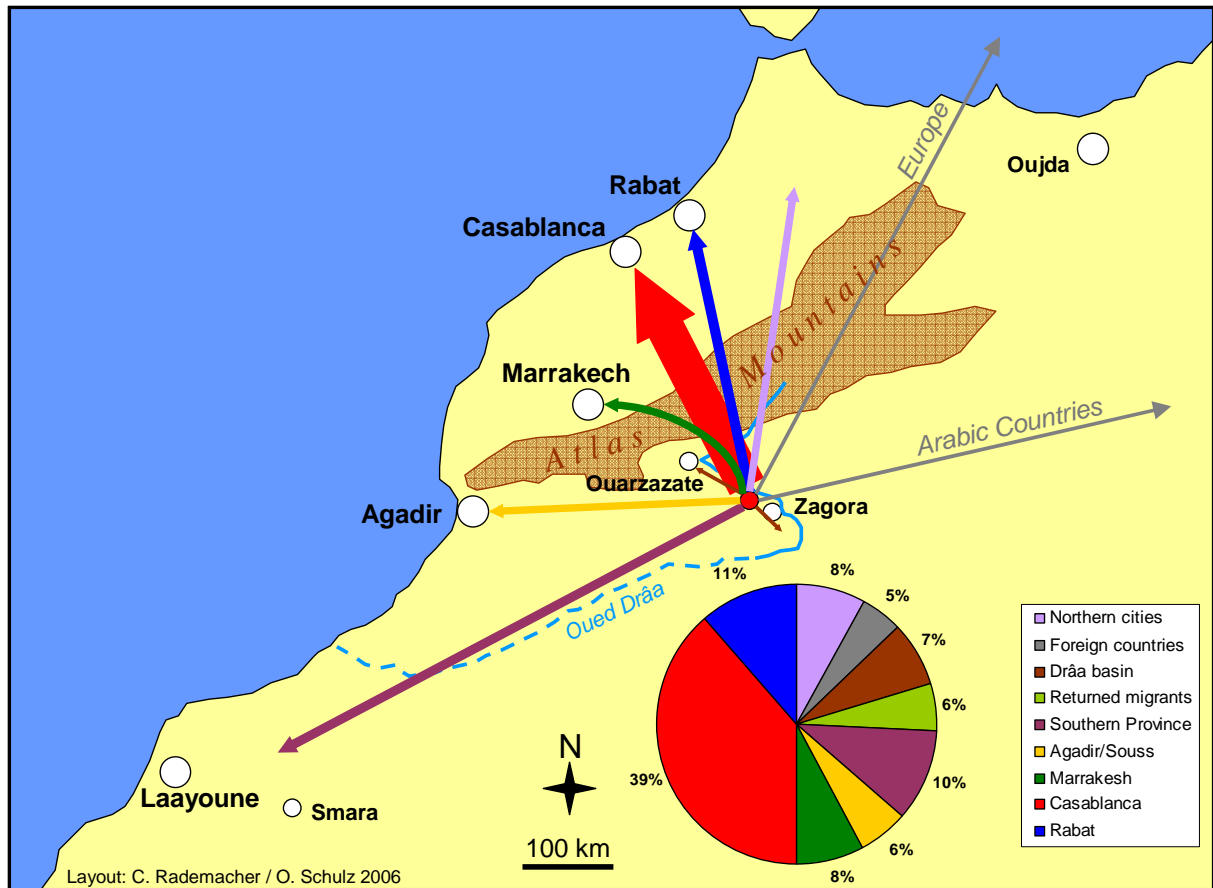 Europe
Oujda
Rabat
Casablanca
Atlas Mountains
Marrakech
Arabic Countries
Ouarzazate
Zagora
Agadir
Oued Drâa
11%
8%
5%
7%
6%
10%
6%
8%
39%
Northern cities
Foreign countries
Drâa basin
Returned migrants
Southern Province
Agadir/Souss
Marrakesh
Casablanca
Rabat
N
100 km
Laayoune
Smara
Layout: C. Rademacher / O. Schulz 2006